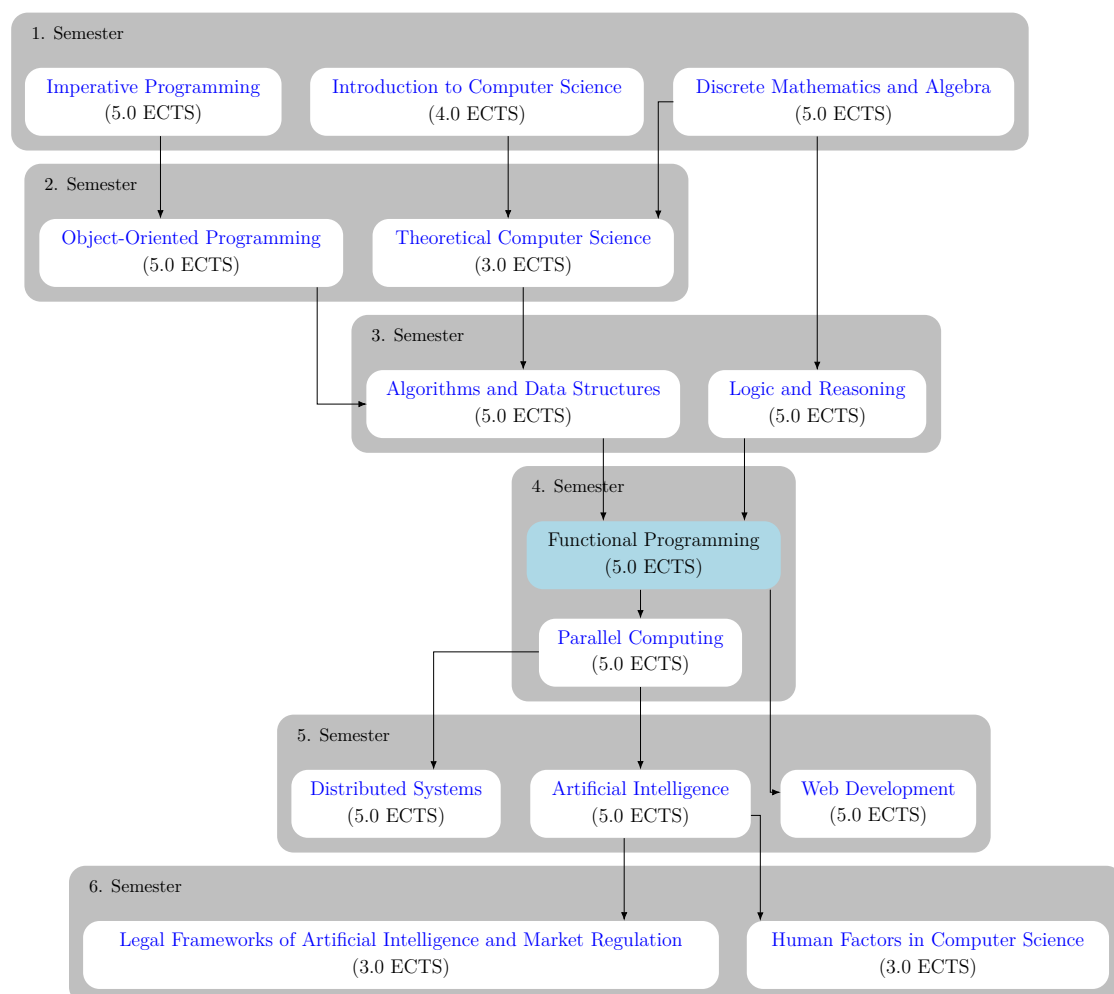 1. Semester
Imperative Programming
(5.0 ECTS)
Introduction to Computer Science
(4.0 ECTS)
Discrete Mathematics and Algebra
(5.0 ECTS)
2. Semester
Object-Oriented Programming
(5.0 ECTS)
Theoretical Computer Science
(3.0 ECTS)
3. Semester
Algorithms and Data Structures
(5.0 ECTS)
Logic and Reasoning
(5.0 ECTS)
4. Semester
Functional Programming
(5.0 ECTS)
Parallel Computing
(5.0 ECTS)
5. Semester
Distributed Systems
(5.0 ECTS)
Artificial Intelligence
(5.0 ECTS)
Web Development
(5.0 ECTS)
6. Semester
Legal Frameworks of Artificial Intelligence and Market Regulation
(3.0 ECTS)
Human Factors in Computer Science
(3.0 ECTS)